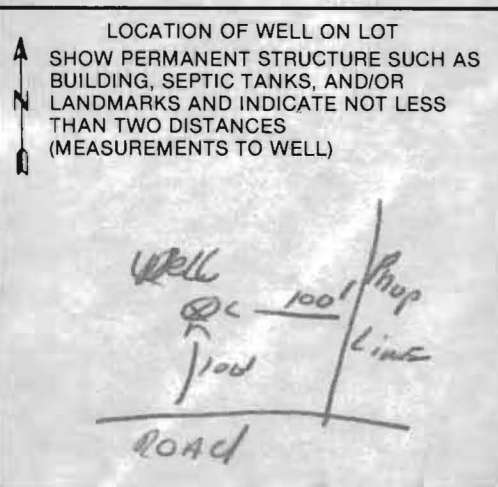 LOCATION OF WELL ON LOT
SHOW PERMANENT STRUCTURE SUCH AS
BUILDING, SEPTIC TANKS, AND/OR
LANDMARKS AND INDICATE NOT LESS
THAN TWO DISTANCES
(MEASUREMENTS TO WELL)
N
Well
100'
Prop
Line
100'
ROAd